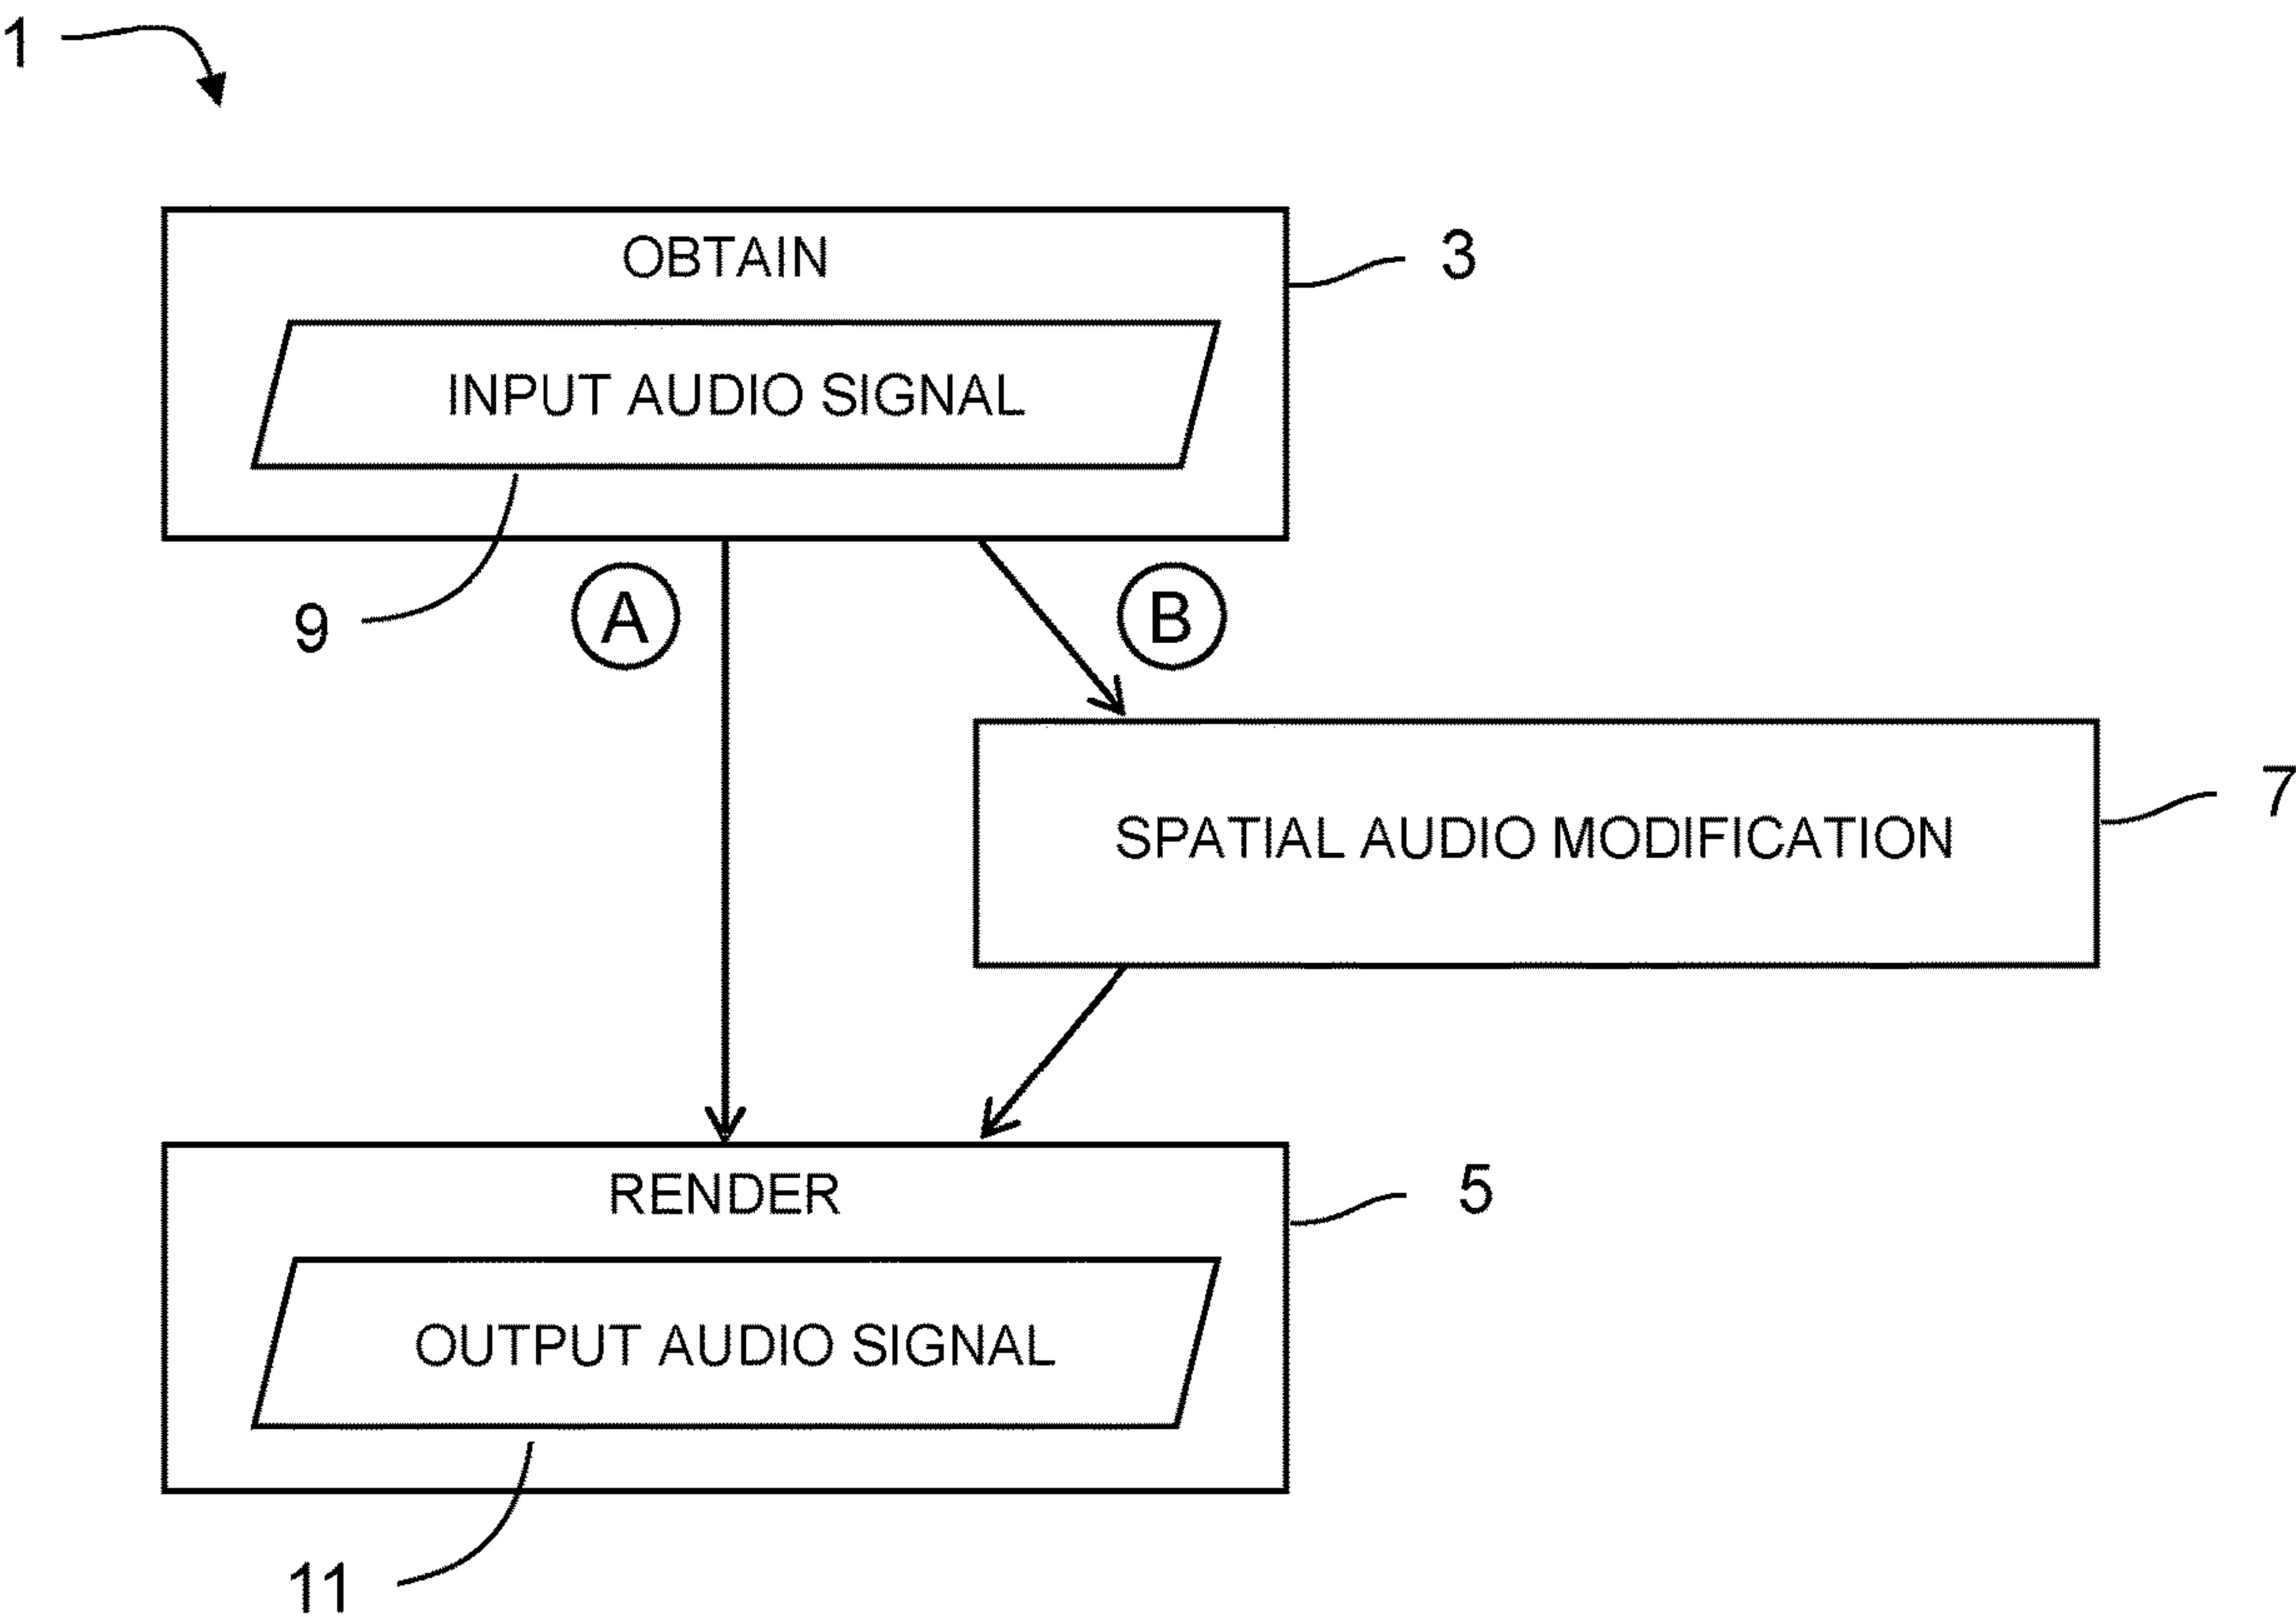 1
OBTAIN
3
INPUT AUDIO SIGNAL
9
A
B
SPATIAL AUDIO MODIFICATION
7
RENDER
5
OUTPUT AUDIO SIGNAL
11